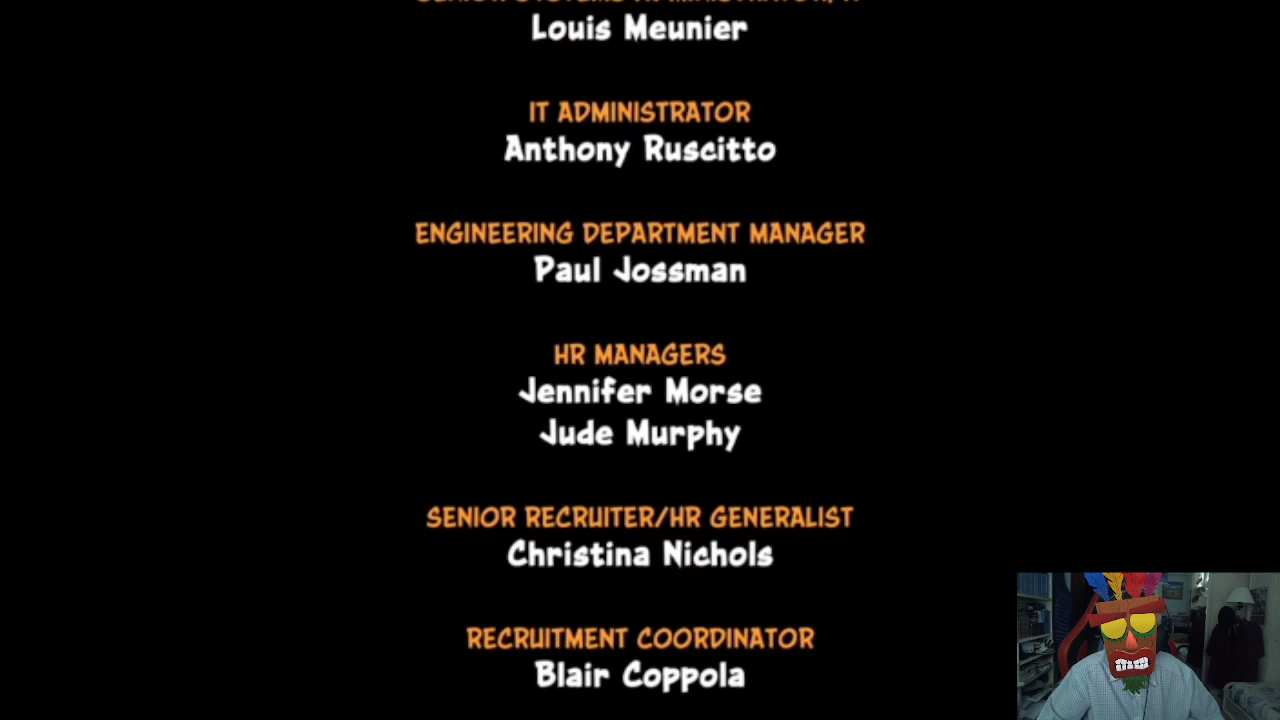 Louis Meunier
IT ADMINISTRATOR
Anthony Ruscitto
ENGINEERING DEPARTMENT MANAGER
Paul Jossman
HR MANAGERS
Jennifer Morse
Jude Murphy
SENIOR RECRUITER/HR GENERALIST
Christina Nichols
RECRUITMENT COORDINATOR
Blair Coppola